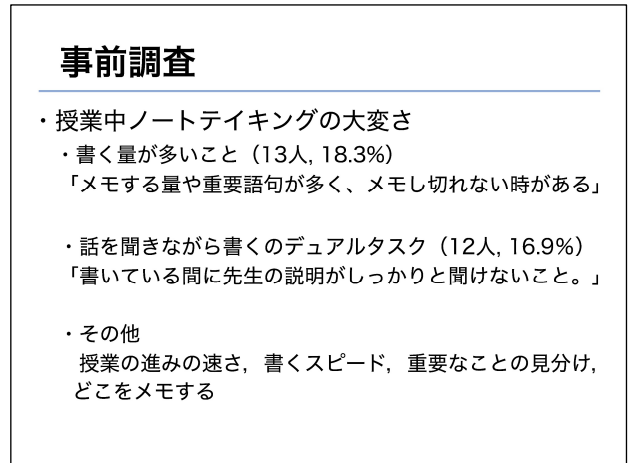 事前調査
・授業中ノートテイキングの大変さ
・書く量が多いこと（13人, 18.3%）
「メモする量や重要語句が多く、メモし切れない時がある」
・話を聞きながら書くのデュアルタスク（12人, 16.9%）
「書いている間に先生の説明がしっかりと聞けないこと。」
・その他
授業の進みの速さ，書くスピード，重要なことの見分け，
どこをメモする